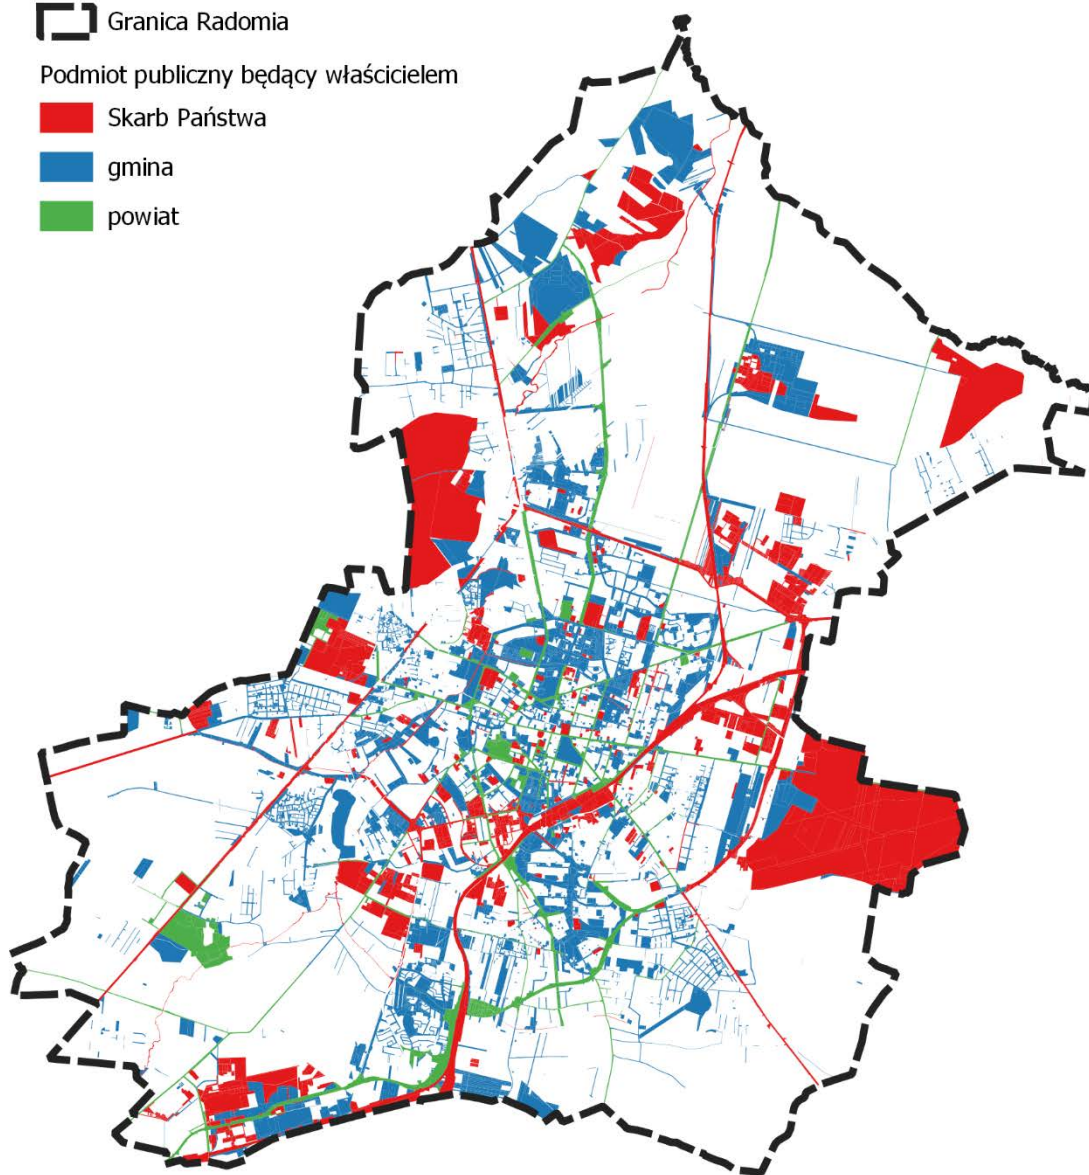 Granica Radomia
Podmiot publiczny będący właścicielem
Skarb Państwa
gmina
powiat